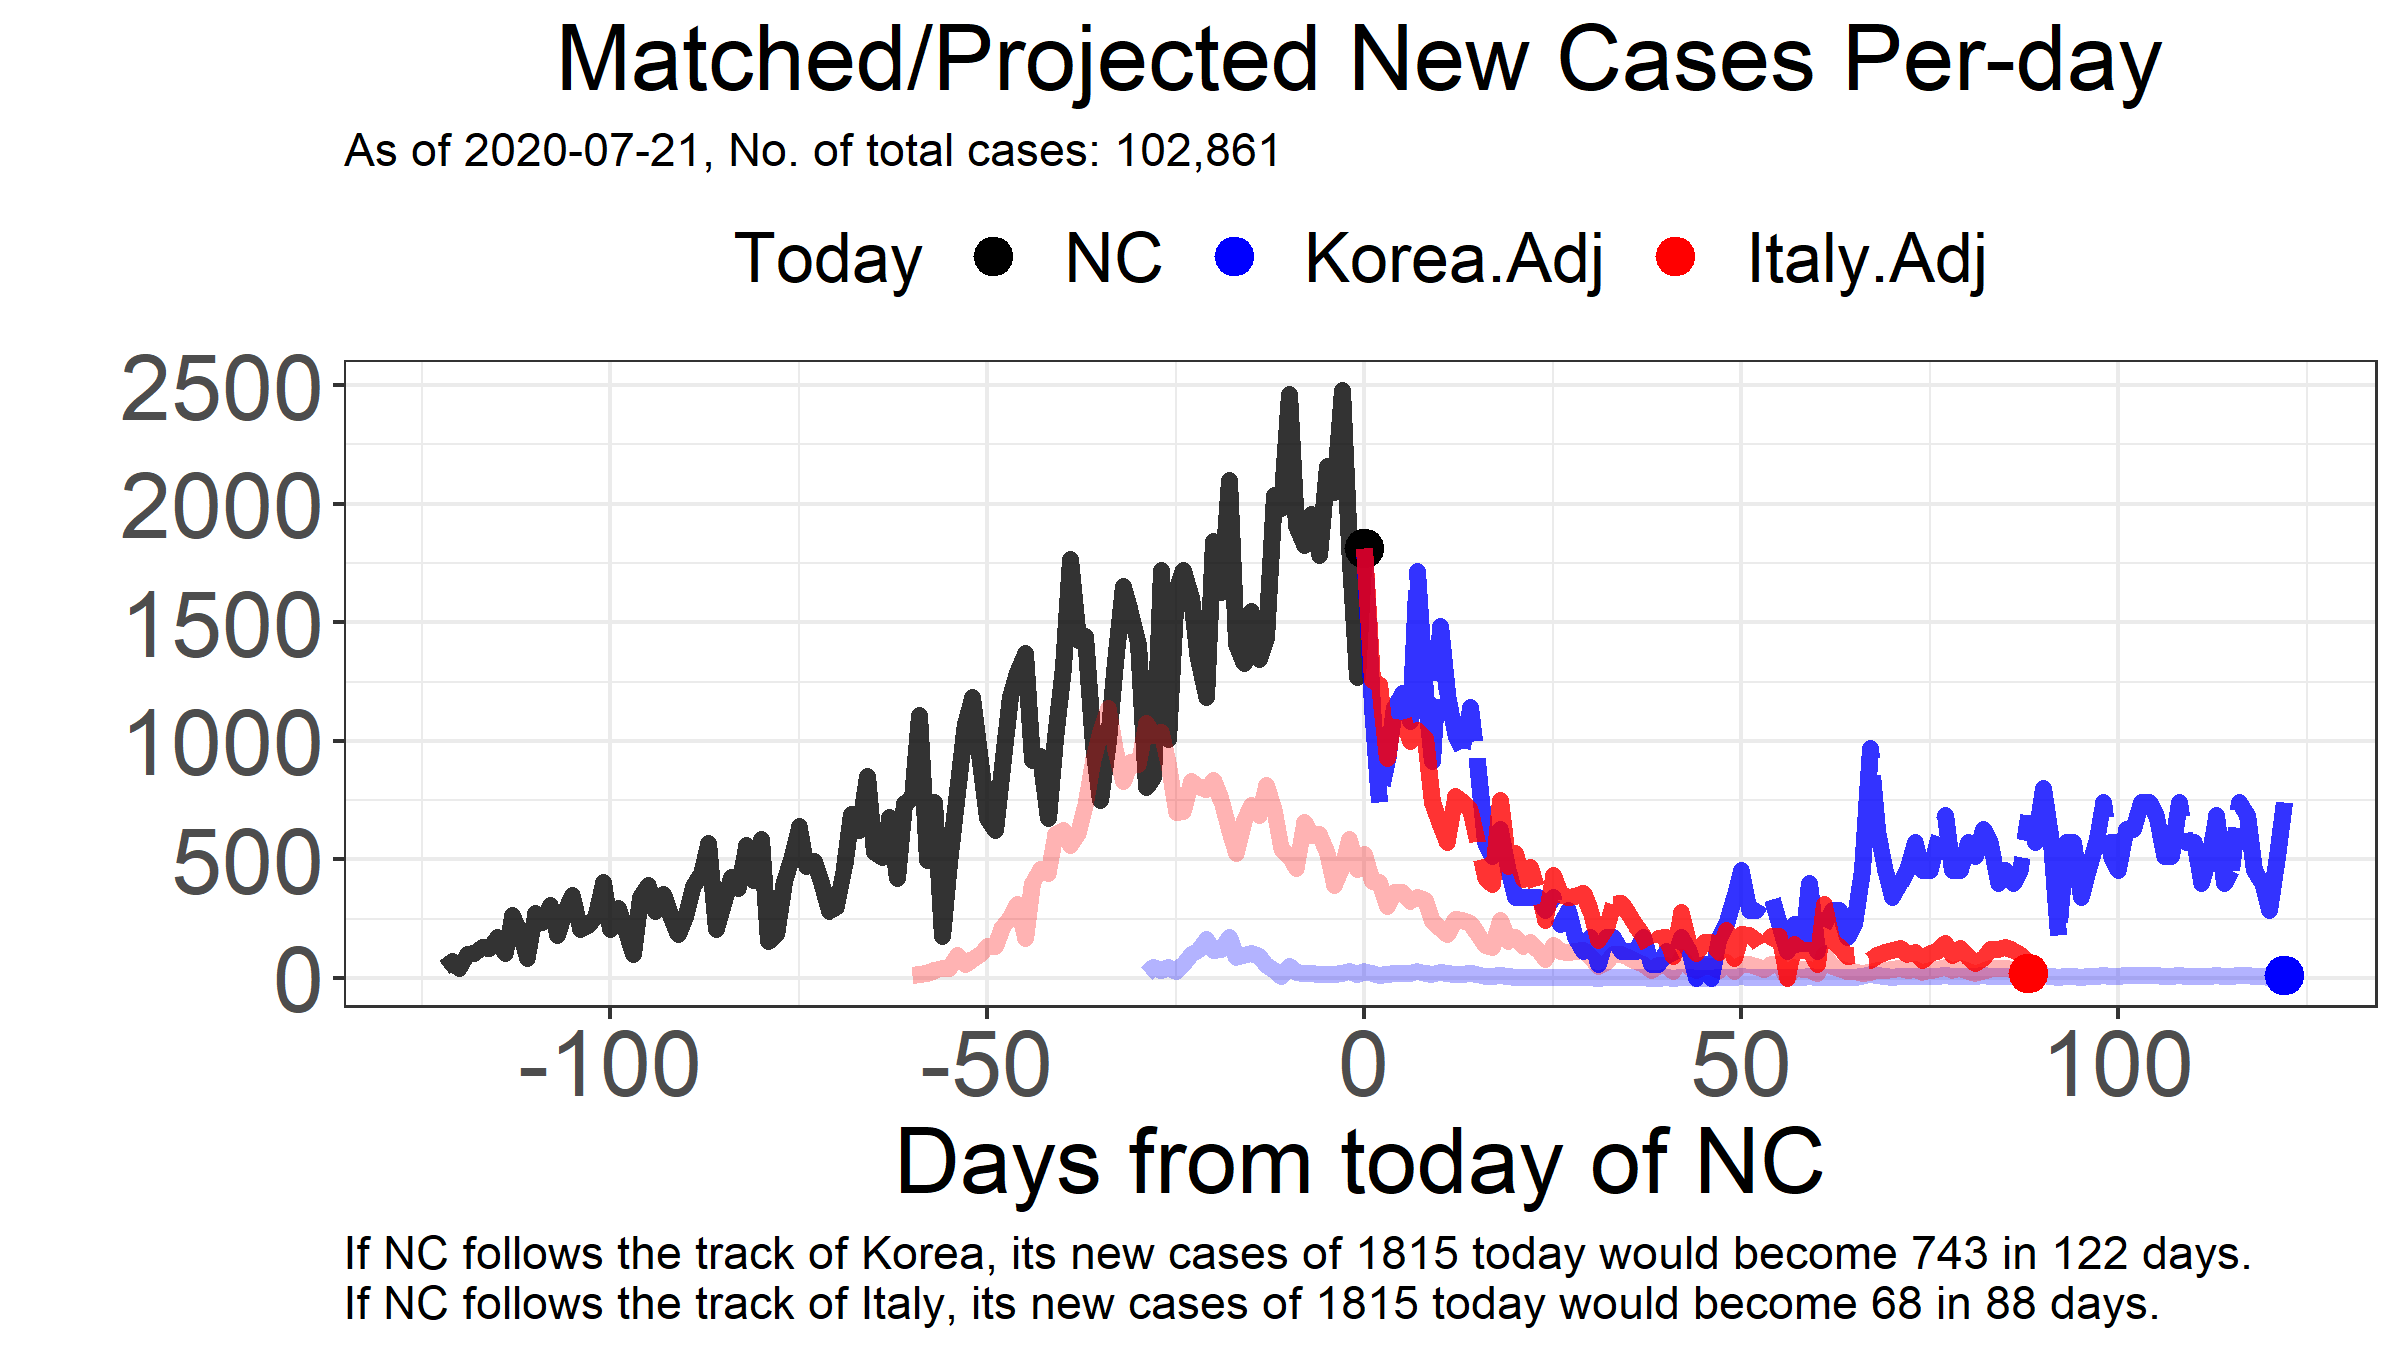 Matched/Projected New Cases Per-day
As of 2020-07-21, No. of total cases: 102,861
Today NC Korea.Adj Italy.Adj
2500
2000
1500
1000
500
0
-100 -50 0 50 100
Days from today of NC
If NC follows the track of Korea, its new cases of 1815 today would become 743 in 122 days.
If NC follows the track of Italy, its new cases of 1815 today would become 68 in 88 days.